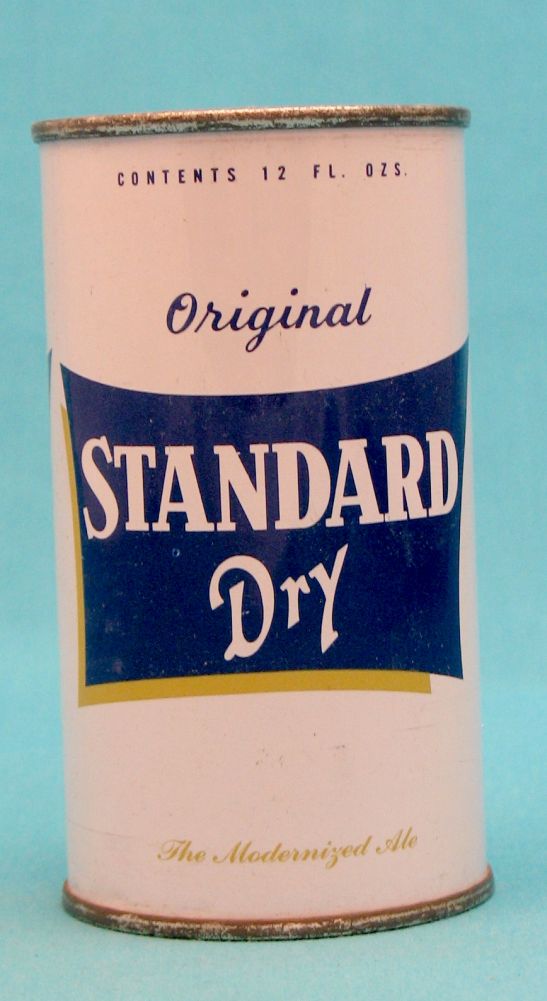 CONTENTS 12 FL. OZS.
Original
STANDARD
Dry
The Modernized Ale